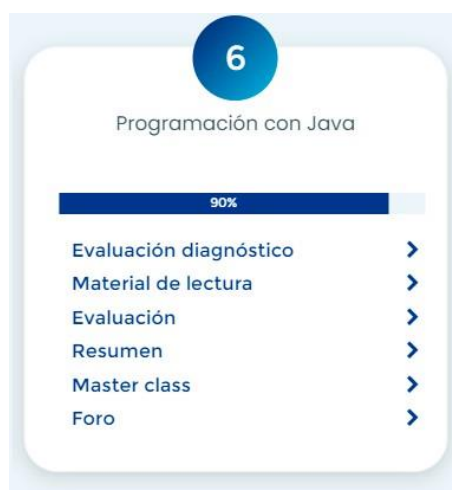 6
Programación con Java
90%
Evaluación diagnóstico
Material de lectura
Evaluación
Resumen
Master class
Foro